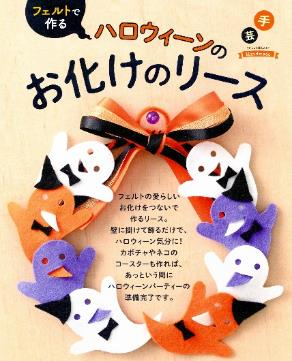 フェルトで
作る
ハロウィーンの
お化けのリース
手
芸
フェルトの愛らしい
お化けをつないで
作るリース。
壁に掛けて飾るだけで、
ハロウィーン気分に!
カボチャやネコの
コースターも作れば、
あっという間に
ハロウィーンパーティーの
準備完了です。